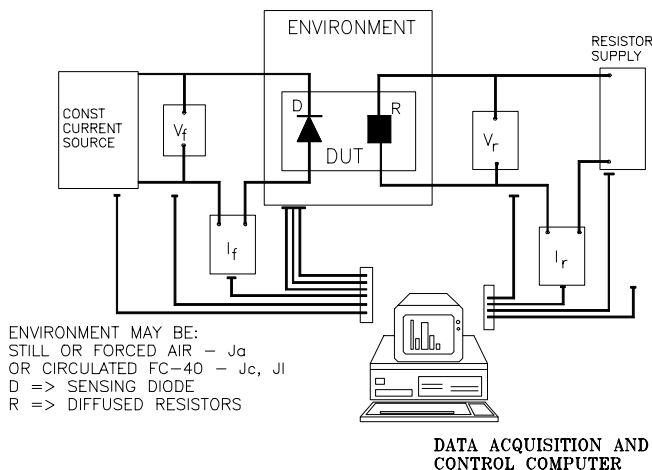 ENVIRONMENT
RESISTOR
SUPPLY
CONST
CURRENT
SOURCE
Vf
D
R
DUT
Vr
If
Ir
ENVIRONMENT MAY BE:
STILL OR FORCED AIR – Ja
OR CIRCULATED FC-40 – Jc, Jl
D => SENSING DIODE
R => DIFFUSED RESISTORS
DATA ACQUISITION AND
CONTROL COMPUTER